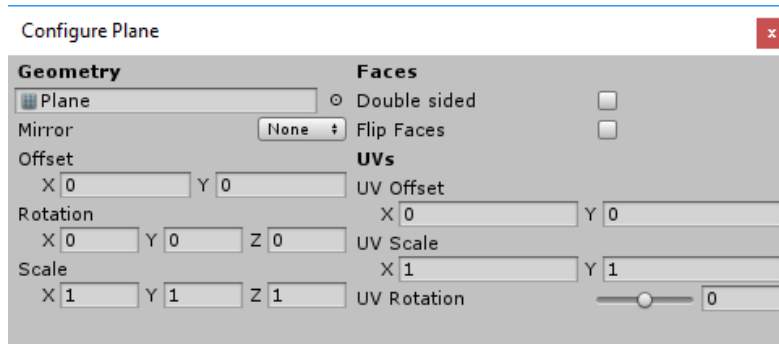 Configure Plane
x
Geometry
Plane
Mirror None
Offset
X 0 Y 0
Rotation
X 0 Y 0 Z 0
Scale
X 1 Y 1 Z 1
Faces
Double sided
Flip Faces
UVs
UV Offset
X 0 Y 0
UV Scale
X 1 Y 1
UV Rotation 0